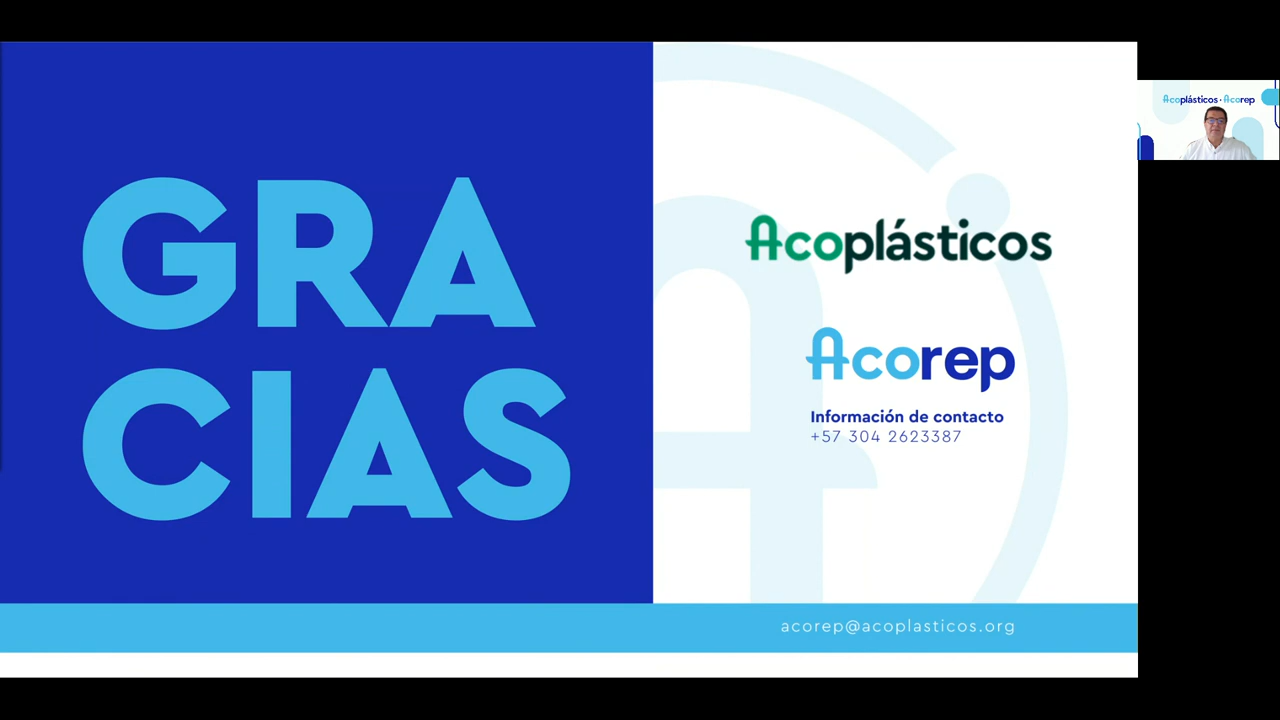 GRA
CIAS
Acoplásticos
Acorep
Información de contacto
+57 304 2623387
acorep@acoplasticos.org
Acoplásticos · Acorep